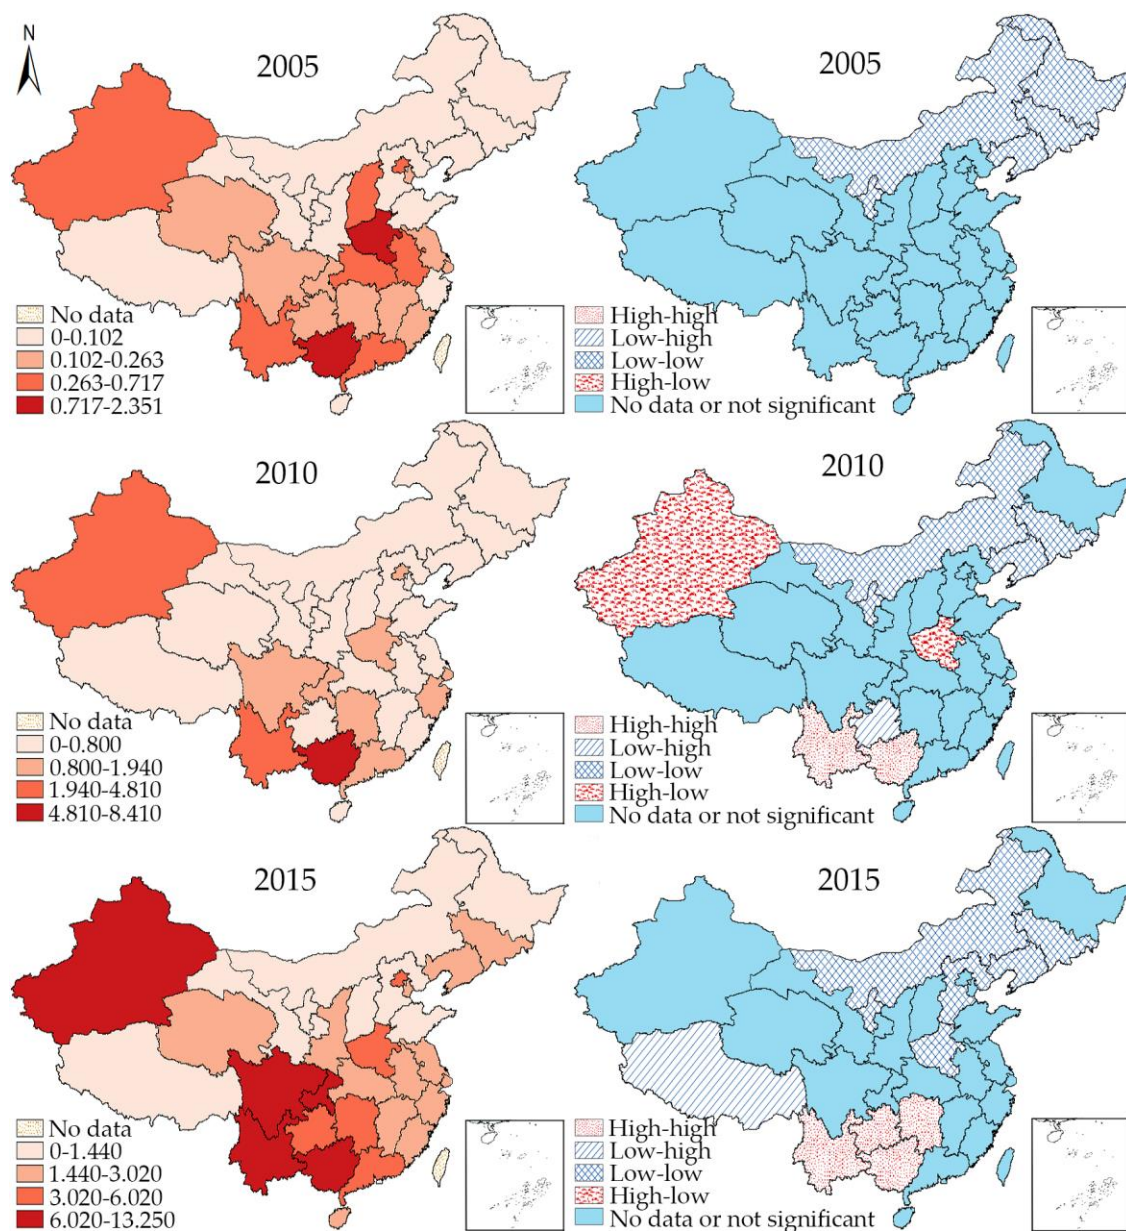 N
2005
No data
0-0.102
0.102-0.263
0.263-0.717
0.717-2.351
2005
High-high
Low-high
Low-low
High-low
No data or not significant
2010
No data
0-0.800
0.800-1.940
1.940-4.810
4.810-8.410
2010
High-high
Low-high
Low-low
High-low
No data or not significant
2015
No data
0-1.440
1.440-3.020
3.020-6.020
6.020-13.250
2015
High-high
Low-high
Low-low
High-low
No data or not significant